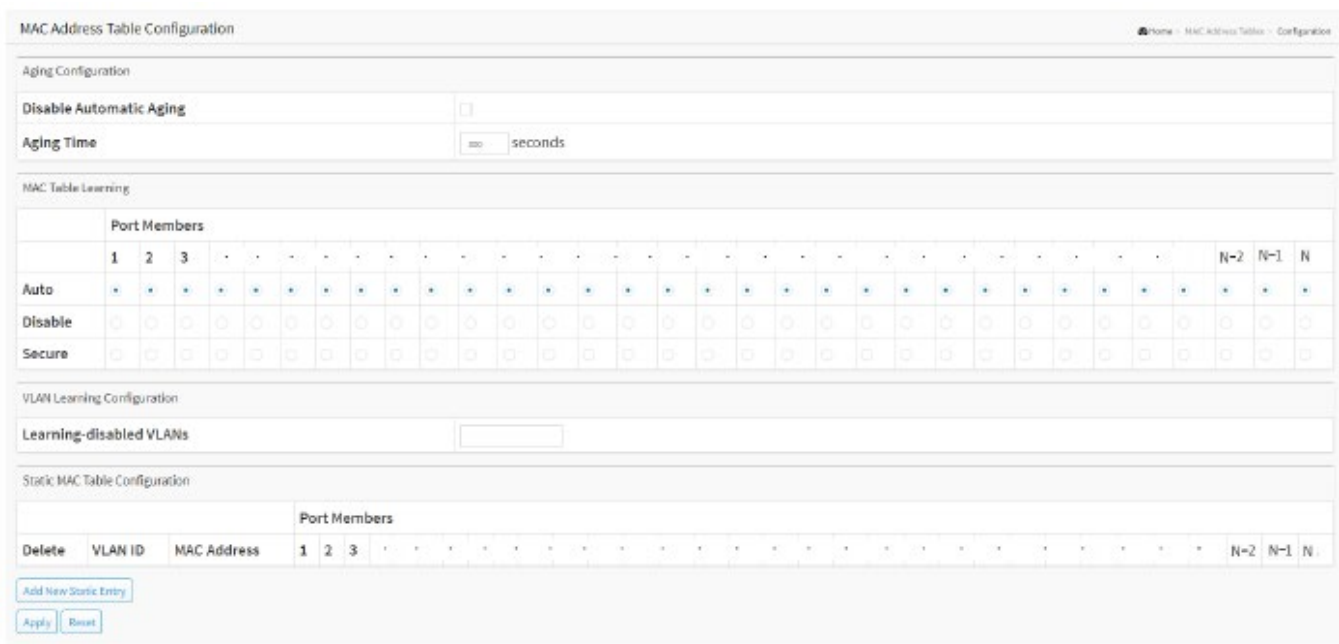 MAC Address Table Configuration
Home > MAC Address Tables > Configuration
Aging Configuration
Disable Automatic Aging
Aging Time seconds
MAC Table Learning
Port Members
1 2 3 . . . . . . . . . . . . . . . . . . . . . . . . . N-2 N-1 N
Auto
Disable
Secure
VLAN Learning Configuration
Learning-disabled VLANs
Static MAC Table Configuration
Port Members
Delete VLAN ID MAC Address 1 2 3 . . . . . . . . . . . . . . . . . . . . . . . . . N-2 N-1 N
Add New Static Entry
Apply Reset